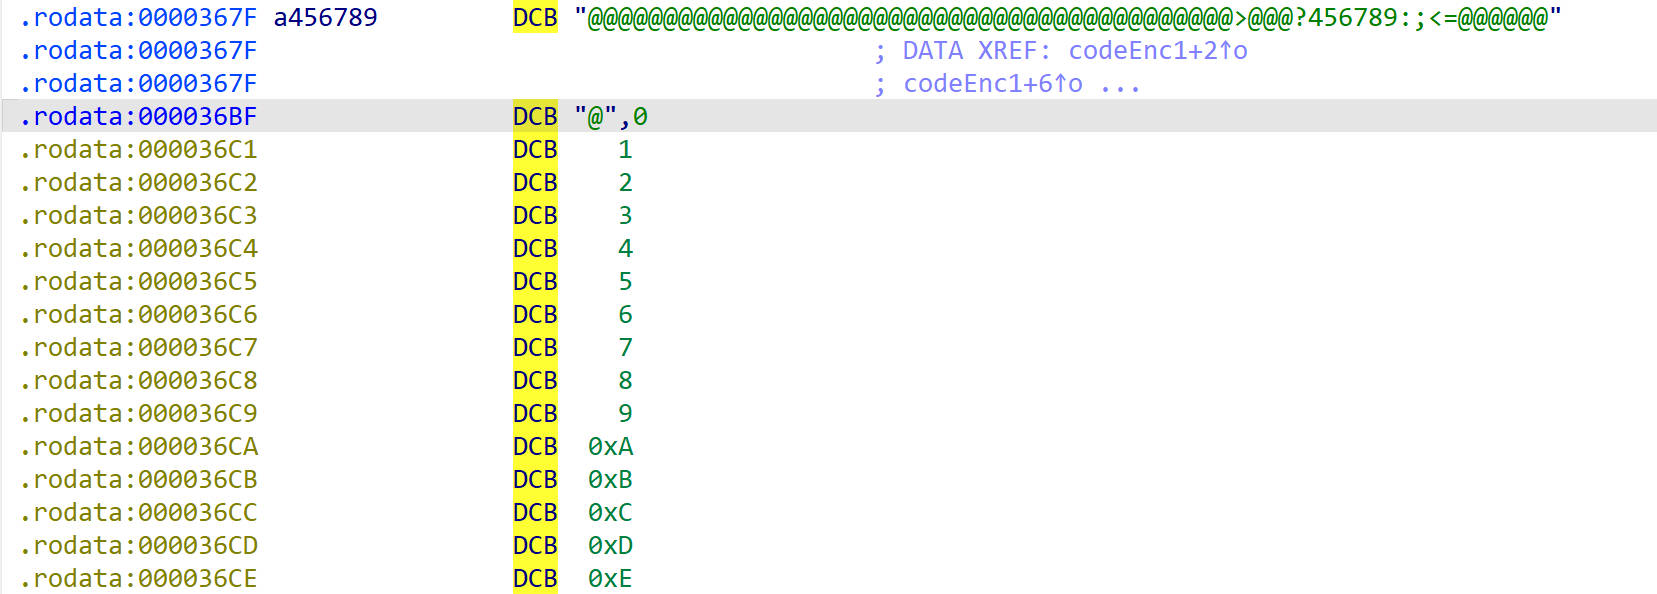 .rodata:0000367F a456789 DCB "@@@@@@@@@@@@@@@@@@@@@@@@@@@@@@@@@@@@@@@@@@@>@@@?456789:;<=@@@@@@"
.rodata:0000367F ; DATA XREF: codeEnc1+2↑o
.rodata:0000367F ; codeEnc1+6↑o ...
.rodata:000036BF DCB "@",0
.rodata:000036C1 DCB 1
.rodata:000036C2 DCB 2
.rodata:000036C3 DCB 3
.rodata:000036C4 DCB 4
.rodata:000036C5 DCB 5
.rodata:000036C6 DCB 6
.rodata:000036C7 DCB 7
.rodata:000036C8 DCB 8
.rodata:000036C9 DCB 9
.rodata:000036CA DCB 0xA
.rodata:000036CB DCB 0xB
.rodata:000036CC DCB 0xC
.rodata:000036CD DCB 0xD
.rodata:000036CE DCB 0xE